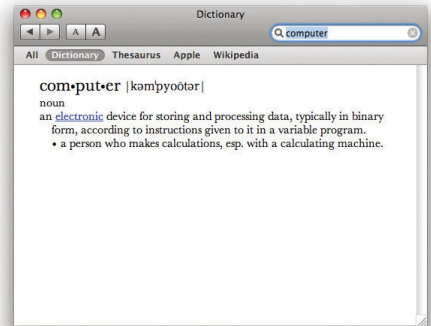 Dictionary
A A
computer
All Dictionary Thesaurus Apple Wikipedia
com•put•er |kəmˈpyo͞otər|
noun
an electronic device for storing and processing data, typically in binary
form, according to instructions given to it in a variable program.
• a person who makes calculations, esp. with a calculating machine.